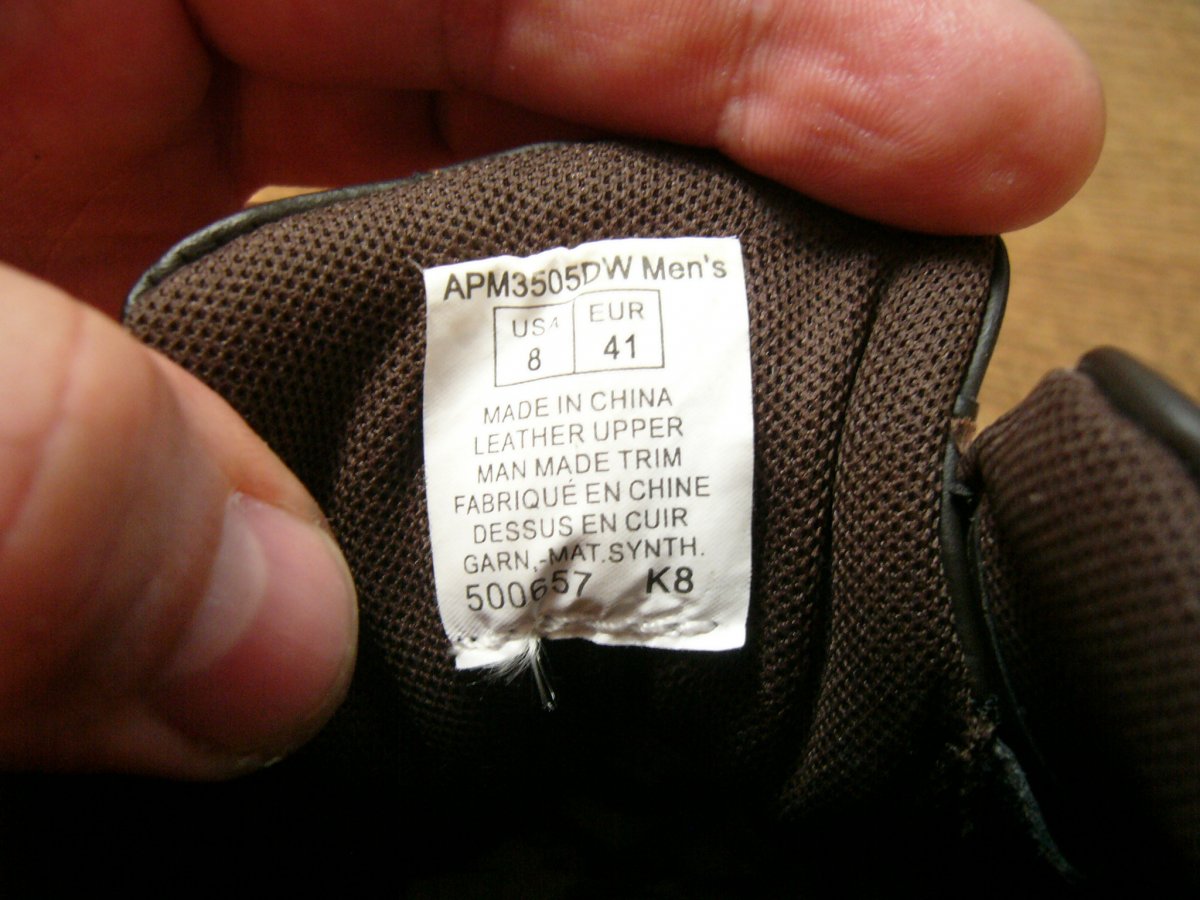 APM3505DW Men's
USA EUR
8 41
MADE IN CHINA
LEATHER UPPER
MAN MADE TRIM
FABRIQUÉ EN CHINE
DESSUS EN CUIR
GARN,-MAT.SYNTH.
500657 K8